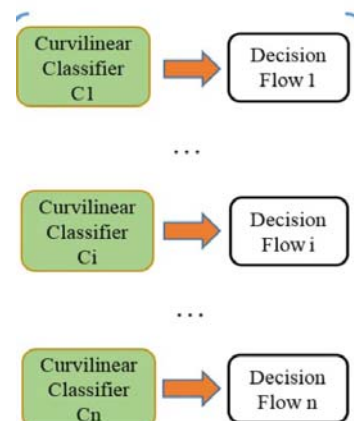 Curvilinear
Classifier
C1
Decision
Flow 1
...
Curvilinear
Classifier
Ci
Decision
Flow i
...
Curvilinear
Classifier
Cn
Decision
Flow n